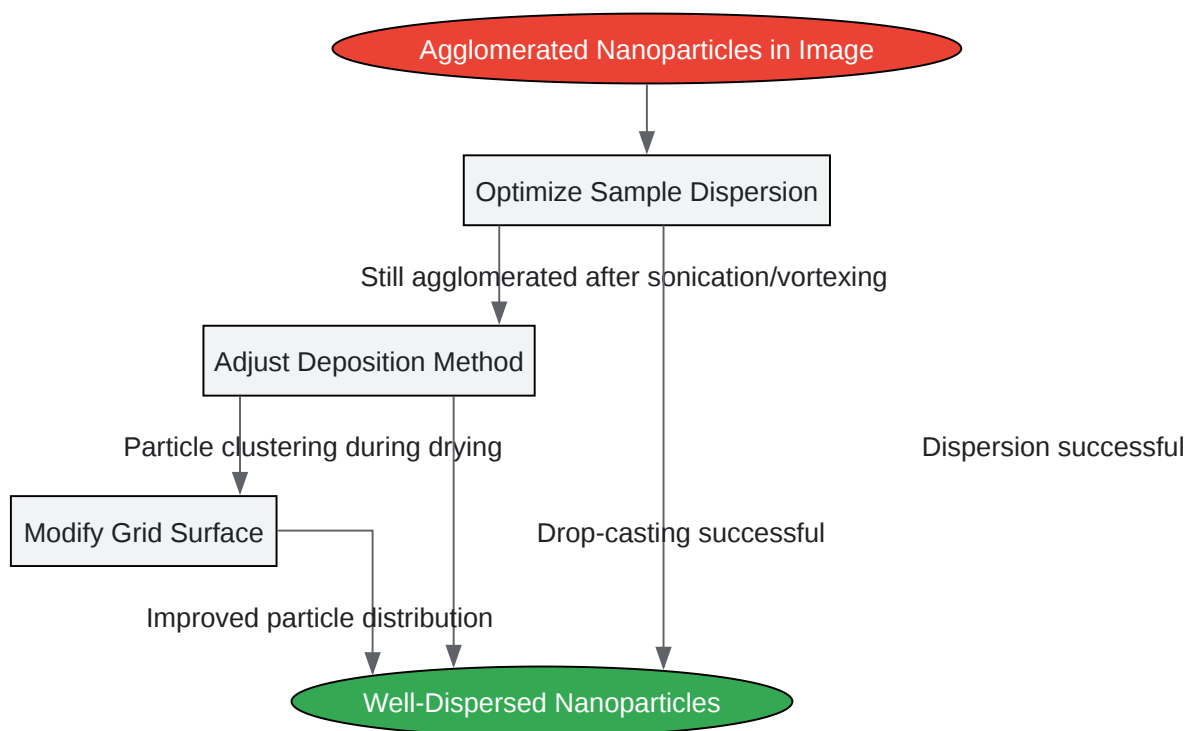 Agglomerated Nanoparticles in Image
Optimize Sample Dispersion
Still agglomerated after sonication/vortexing
Adjust Deposition Method
Particle clustering during drying
Dispersion successful
Modify Grid Surface
Drop-casting successful
Improved particle distribution
Well-Dispersed Nanoparticles